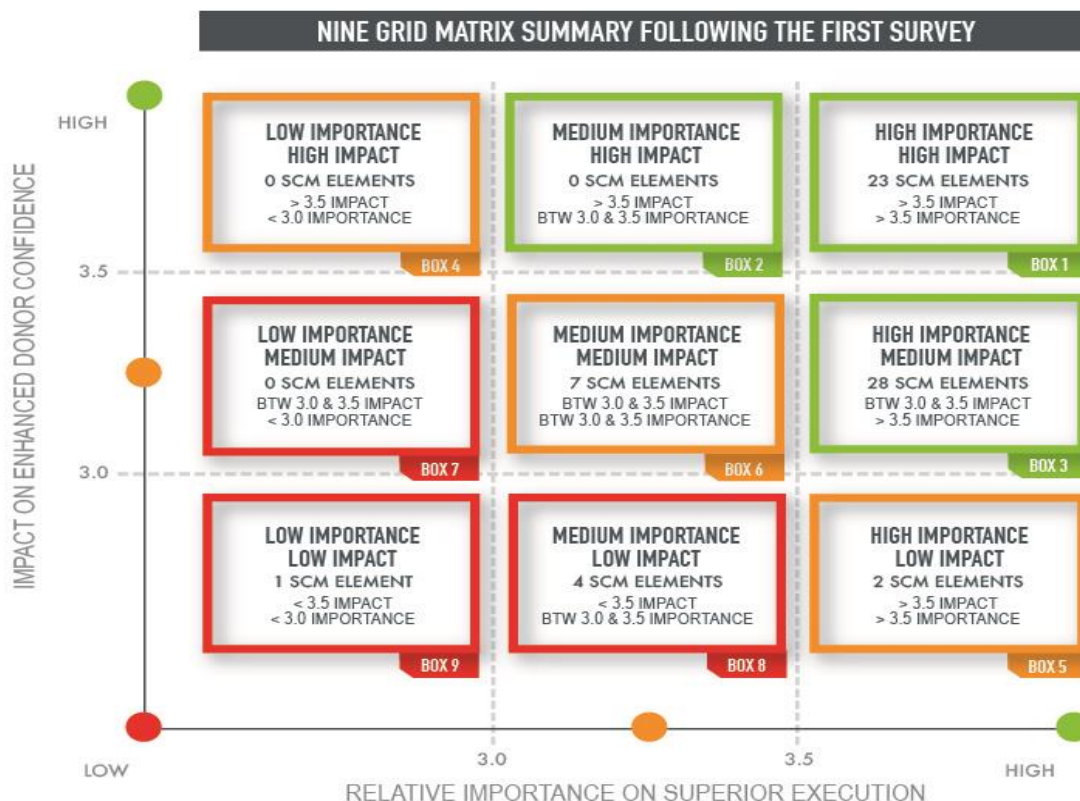 NINE GRID MATRIX SUMMARY FOLLOWING THE FIRST SURVEY
IMPACT ON ENHANCED DONOR CONFIDENCE
HIGH
3.5
3.0
LOW
LOW IMPORTANCE
HIGH IMPACT
0 SCM ELEMENTS
> 3.5 IMPACT
< 3.0 IMPORTANCE
BOX 4
MEDIUM IMPORTANCE
HIGH IMPACT
0 SCM ELEMENTS
> 3.5 IMPACT
BTW 3.0 & 3.5 IMPORTANCE
BOX 2
HIGH IMPORTANCE
HIGH IMPACT
23 SCM ELEMENTS
> 3.5 IMPACT
> 3.5 IMPORTANCE
BOX 1
LOW IMPORTANCE
MEDIUM IMPACT
0 SCM ELEMENTS
BTW 3.0 & 3.5 IMPACT
< 3.0 IMPORTANCE
BOX 7
MEDIUM IMPORTANCE
MEDIUM IMPACT
7 SCM ELEMENTS
BTW 3.0 & 3.5 IMPACT
BTW 3.0 & 3.5 IMPORTANCE
BOX 6
HIGH IMPORTANCE
MEDIUM IMPACT
28 SCM ELEMENTS
BTW 3.0 & 3.5 IMPACT
> 3.5 IMPORTANCE
BOX 3
LOW IMPORTANCE
LOW IMPACT
1 SCM ELEMENT
< 3.5 IMPACT
< 3.0 IMPORTANCE
BOX 9
MEDIUM IMPORTANCE
LOW IMPACT
4 SCM ELEMENTS
< 3.5 IMPACT
BTW 3.0 & 3.5 IMPORTANCE
BOX 8
HIGH IMPORTANCE
LOW IMPACT
2 SCM ELEMENTS
> 3.5 IMPACT
> 3.5 IMPORTANCE
BOX 5
3.0
3.5
HIGH
RELATIVE IMPORTANCE ON SUPERIOR EXECUTION